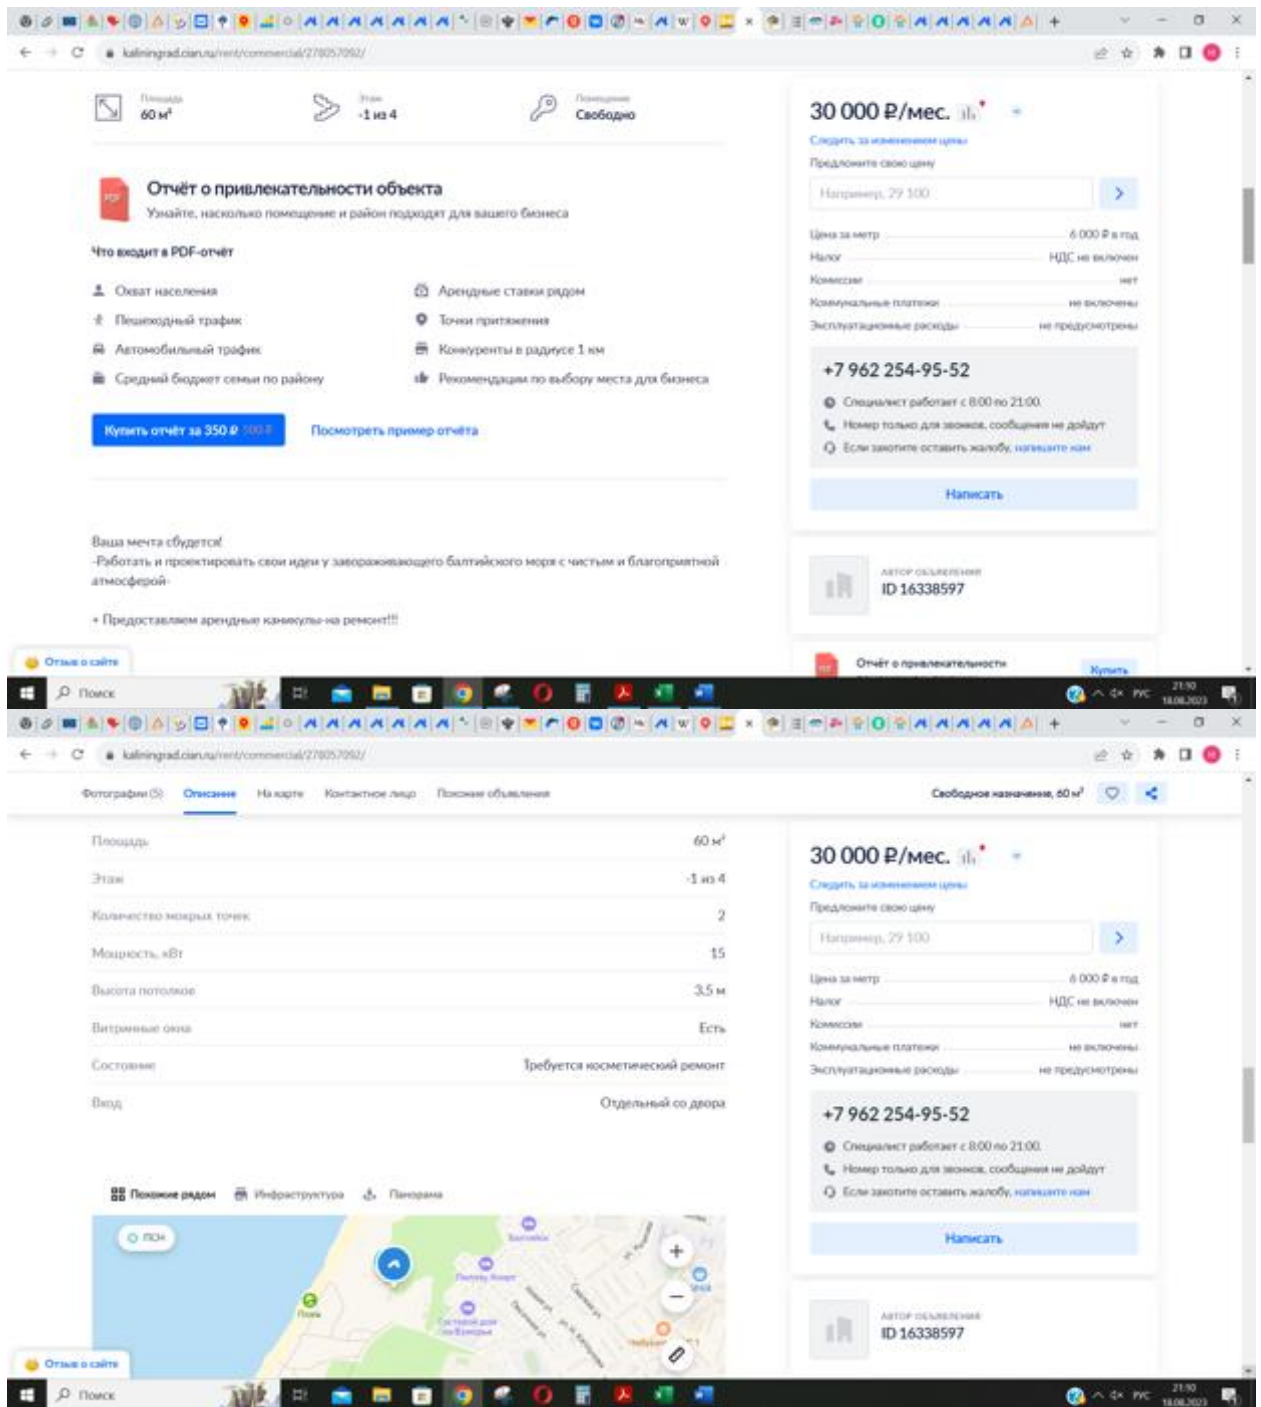 kaliningrad.cian.ru/rent/commercial/278057092/
Площадь
60 м²
Этаж
-1 из 4
Помещение
Свободно
Отчёт о привлекательности объекта
Узнайте, насколько помещение и район подходят для вашего бизнеса
Что входит в PDF-отчёт
Охват населения
Арендные ставки рядом
Пешеходный трафик
Точки притяжения
Автомобильный трафик
Конкуренты в радиусе 1 км
Средний бюджет семьи по району
Рекомендации по выбору места для бизнеса
Купить отчёт за 350 ₽ 500 ₽
Посмотреть пример отчёта
Ваша мечта сбудется!
-Работать и проектировать свои идеи у завораживающего балтийского моря с чистым и благоприятной
атмосферой-
+ Предоставляем арендные каникулы-на ремонт!!!
30 000 ₽/мес.
Следить за изменением цены
Предложите свою цену
Например, 29 100
Цена за метр 6 000 ₽ в год
Налог НДС не включен
Комиссии нет
Коммунальные платежи не включены
Эксплуатационные расходы не предусмотрены
+7 962 254-95-52
Специалист работает с 8:00 по 21:00.
Номер только для звонков, сообщения не дойдут
Если захотите оставить жалобу, напишите нам
Написать
АВТОР ОБЪЯВЛЕНИЯ
ID 16338597
Отчёт о привлекательности
Купить
Отзыв о сайте
Поиск
РУС
21:10
18.08.2023
kaliningrad.cian.ru/rent/commercial/278057092/
Фотографии (5)
Описание
На карте
Контактное лицо
Похожие объявления
Свободное назначение, 60 м²
Площадь 60 м²
Этаж -1 из 4
Количество мокрых точек 2
Мощность, кВт 15
Высота потолков 3,5 м
Витринные окна Есть
Состояние Требуется косметический ремонт
Вход Отдельный со двора
Похожие рядом
Инфраструктура
Панорама
ПСН
30 000 ₽/мес.
Следить за изменением цены
Предложите свою цену
Например, 29 100
Цена за метр 6 000 ₽ в год
Налог НДС не включен
Комиссии нет
Коммунальные платежи не включены
Эксплуатационные расходы не предусмотрены
+7 962 254-95-52
Специалист работает с 8:00 по 21:00.
Номер только для звонков, сообщения не дойдут
Если захотите оставить жалобу, напишите нам
Написать
АВТОР ОБЪЯВЛЕНИЯ
ID 16338597
Отзыв о сайте
Поиск
РУС
21:10
18.08.2023